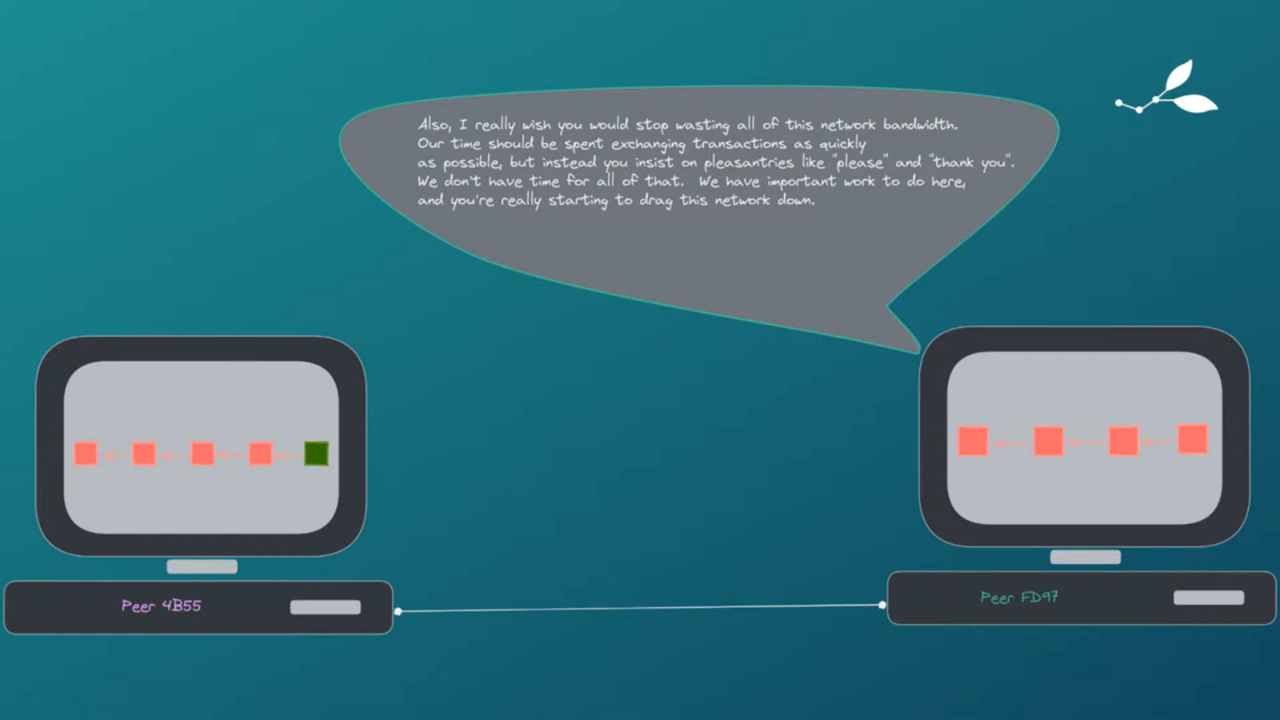 Also, I really wish you would stop wasting all of this network bandwidth.
Our time should be spent exchanging transactions as quickly
as possible, but instead you insist on pleasantries like "please" and "thank you".
We don't have time for all of that. We have important work to do here,
and you're really starting to drag this network down.
Peer 4B55
Peer FD97